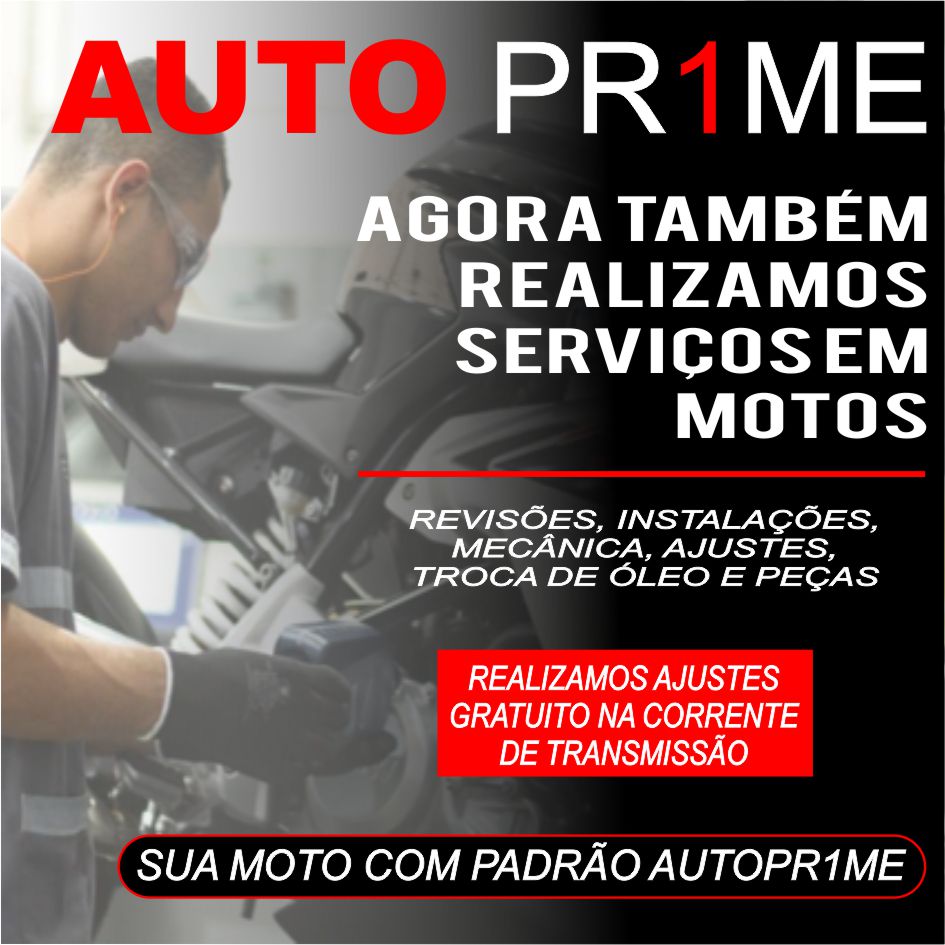 AUTO PR1ME
AGORA TAMBÉM
REALIZAMOS
SERVIÇOS EM
MOTOS
REVISÕES, INSTALAÇÕES,
MECÂNICA, AJUSTES,
TROCA DE ÓLEO E PEÇAS
REALIZAMOS AJUSTES
GRATUITO NA CORRENTE
DE TRANSMISSÃO
SUA MOTO COM PADRÃO AUTOPR1ME